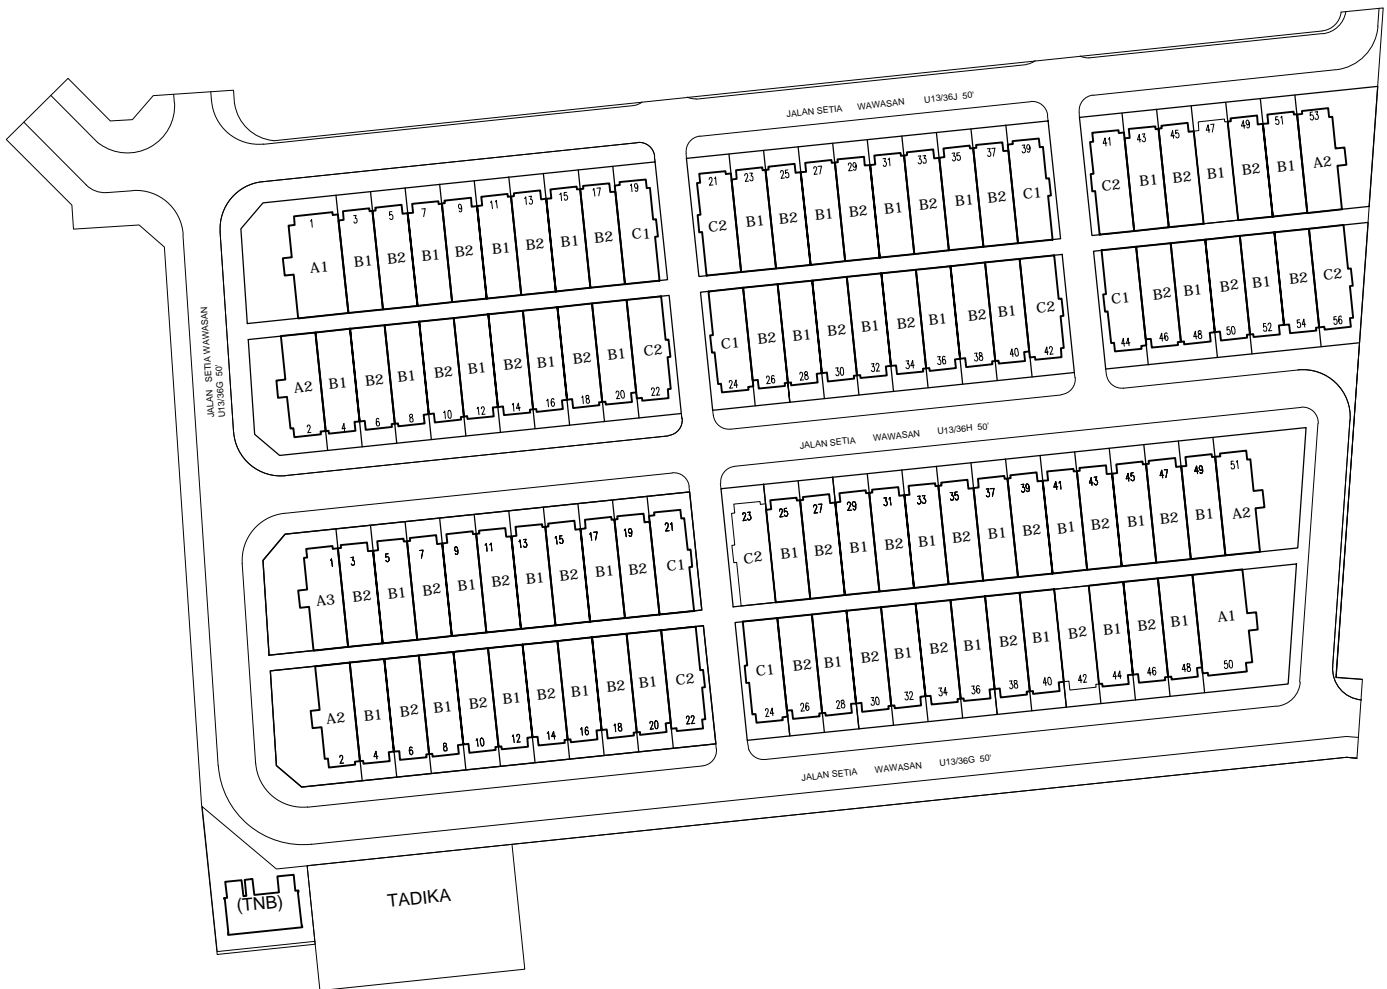 JALAN SETIA WAWASAN U13/36J 50'
41 43 45 47 49 51 53
C2 B1 B2 B1 B2 B1 A2
21 23 25 27 29 31 33 35 37 39
C2 B1 B2 B1 B2 B1 B2 B1 B2 C1
1 3 5 7 9 11 13 15 17 19
A1 B1 B2 B1 B2 B1 B2 B1 B2 C1
C1 B2 B1 B2 B1 B2 C2
44 46 48 50 52 54 56
C1 B2 B1 B2 B1 B2 B1 B2 B1 C2
24 26 28 30 32 34 36 38 40 42
A2 B1 B2 B1 B2 B1 B2 B1 B2 B1 C2
2 4 6 8 10 12 14 16 18 20 22
JALAN SETIA WAWASAN
U13/36G 50'
JALAN SETIA WAWASAN U13/36H 50'
23 25 27 29 31 33 35 37 39 41 43 45 47 49 51
C2 B1 B2 B1 B2 B1 B2 B1 B2 B1 B2 B1 B2 B1 A2
1 3 5 7 9 11 13 15 17 19 21
A3 B2 B1 B2 B1 B2 B1 B2 B1 B2 C1
C1 B2 B1 B2 B1 B2 B1 B2 B1 B2 B1 B2 B1 A1
24 26 28 30 32 34 36 38 40 42 44 46 48 50
A2 B1 B2 B1 B2 B1 B2 B1 B2 B1 C2
2 4 6 8 10 12 14 16 18 20 22
JALAN SETIA WAWASAN U13/36G 50'
(TNB)
TADIKA